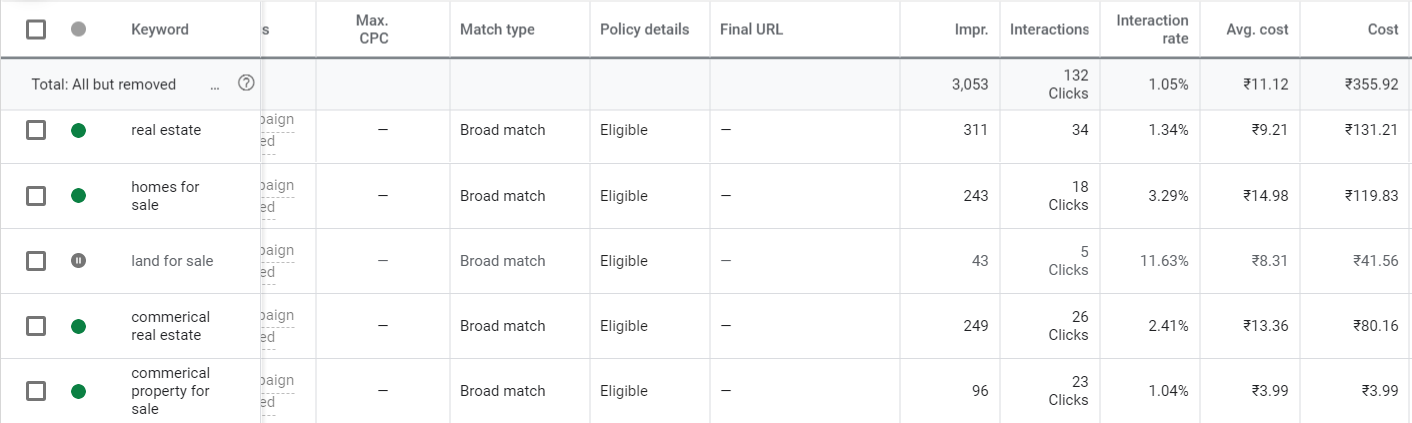 Keyword s Max. CPC Match type Policy details Final URL Impr. Interactions Interaction rate Avg. cost Cost
Total: All but removed ... ? 3,053 132 Clicks 1.05% ₹11.12 ₹355.92
real estate paign ed — Broad match Eligible — 311 34 1.34% ₹9.21 ₹131.21
homes for sale paign ed — Broad match Eligible — 243 18 Clicks 3.29% ₹14.98 ₹119.83
land for sale paign ed — Broad match Eligible — 43 5 Clicks 11.63% ₹8.31 ₹41.56
commerical real estate paign ed — Broad match Eligible — 249 26 Clicks 2.41% ₹13.36 ₹80.16
commerical property for sale paign ed — Broad match Eligible — 96 23 Clicks 1.04% ₹3.99 ₹3.99